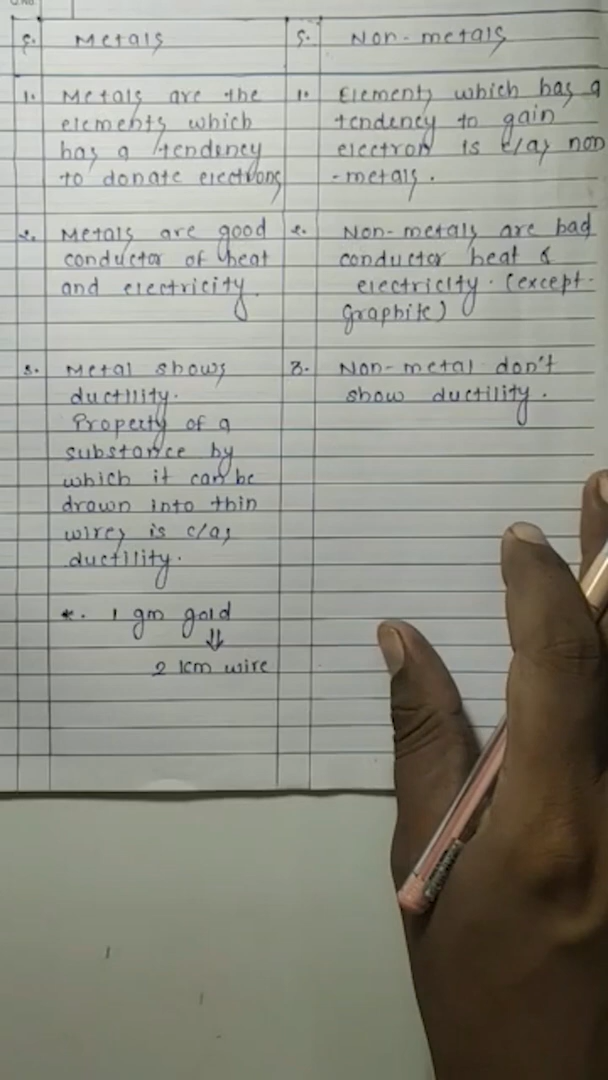 Q.No.
S. Metals
1. Metals are the
elements which
has a tendency
to donate electrons
2. Metals are good
conductor of heat
and electricity.
3. Metal shows
ductility.
Property of a
substance by
which it can be
drown into thin
wires is c/as
ductility.
*. 1 gm gold
⇓
2 km wire
S. Non-metals
1. Elements which has a
tendency to gain
electron is c/as non
-metals.
2. Non-metals are bad
conductor heat &
electricity. (except
Graphite)
3. Non-metal don't
show ductility.